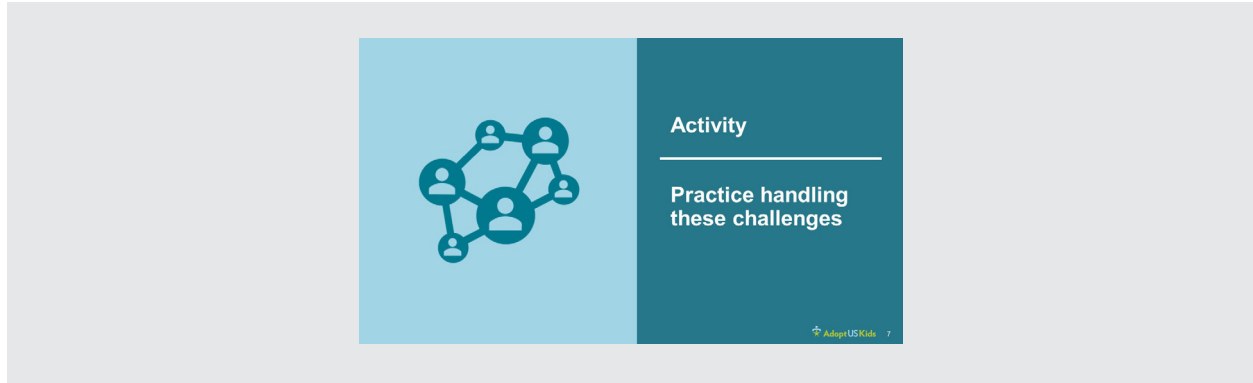 Activity
Practice handling
these challenges
AdoptUSKids 7